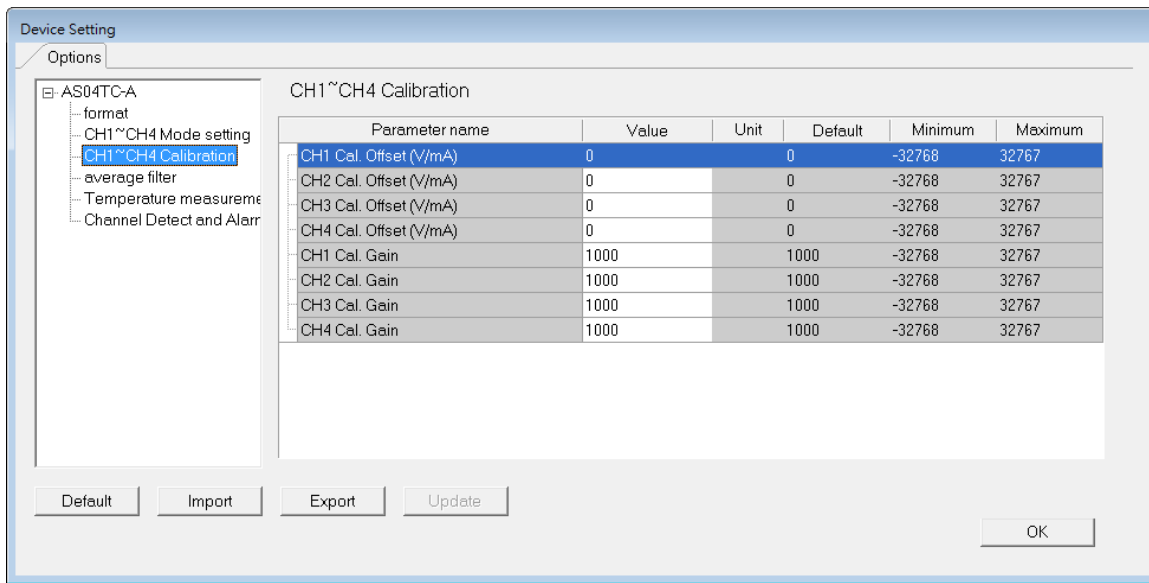 Device Setting
Options
AS04TC-A
format
CH1~CH4 Mode setting
CH1~CH4 Calibration
average filter
Temperature measureme
Channel Detect and Alarr
CH1~CH4 Calibration
Parameter name Value Unit Default Minimum Maximum
CH1 Cal. Offset (V/mA) 0 0 -32768 32767
CH2 Cal. Offset (V/mA) 0 0 -32768 32767
CH3 Cal. Offset (V/mA) 0 0 -32768 32767
CH4 Cal. Offset (V/mA) 0 0 -32768 32767
CH1 Cal. Gain 1000 1000 -32768 32767
CH2 Cal. Gain 1000 1000 -32768 32767
CH3 Cal. Gain 1000 1000 -32768 32767
CH4 Cal. Gain 1000 1000 -32768 32767
Default Import Export Update
OK